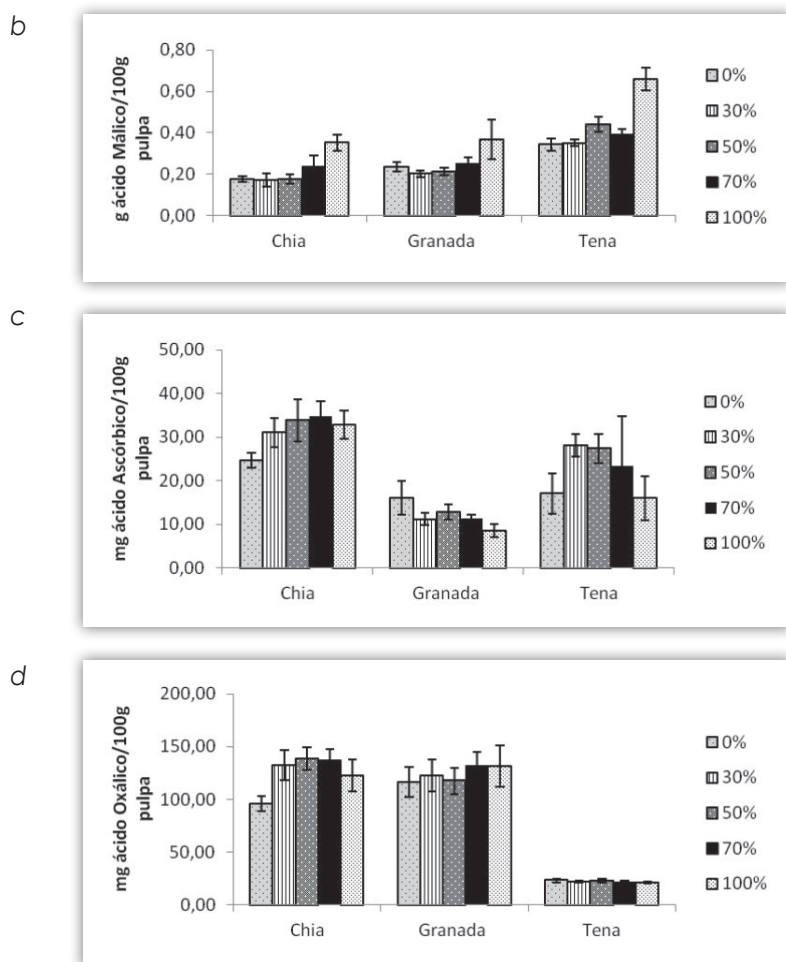 b
g ácido Málico/100g
pulpa
0,80
0,60
0,40
0,20
0,00
Chia
Granada
Tena
0%
30%
50%
70%
100%
c
mg ácido Ascórbico/100g
pulpa
50,00
40,00
30,00
20,00
10,00
0,00
Chia
Granada
Tena
0%
30%
50%
70%
100%
d
mg ácido Oxálico/100g
pulpa
200,00
150,00
100,00
50,00
0,00
Chia
Granada
Tena
0%
30%
50%
70%
100%